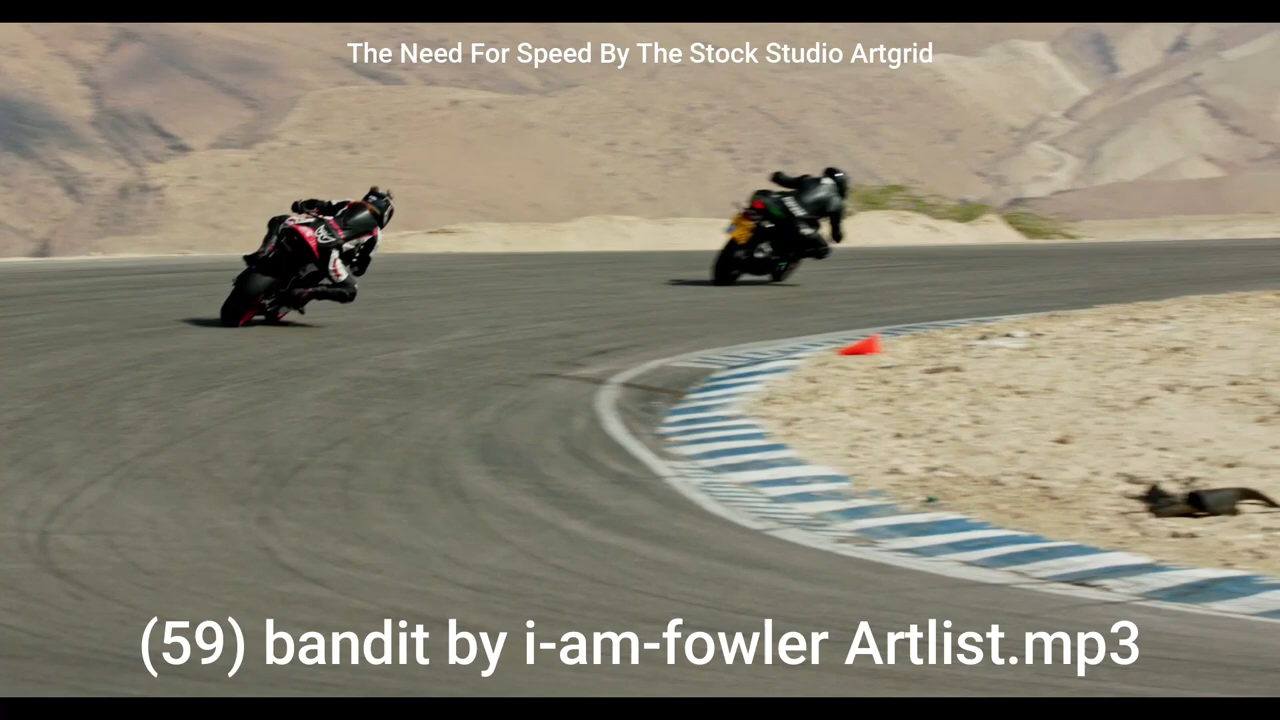 The Need For Speed By The Stock Studio Artgrid
(59) bandit by i-am-fowler Artlist.mp3